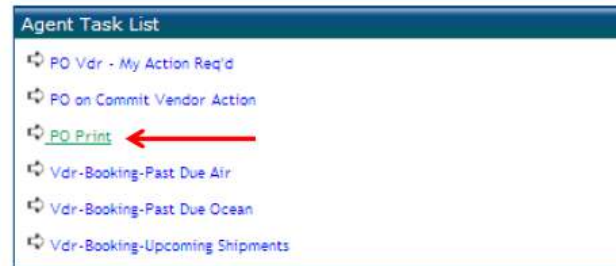 Agent Task List
PO Vdr - My Action Req'd
PO on Commit Vendor Action
PO Print
Vdr-Booking-Past Due Air
Vdr-Booking-Past Due Ocean
Vdr-Booking-Upcoming Shipments